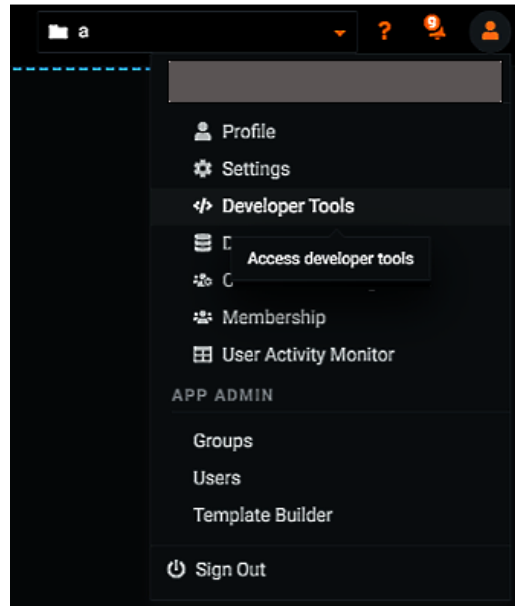 a
?
9
Profile
Settings
Developer Tools
Access developer tools
Membership
User Activity Monitor
APP ADMIN
Groups
Users
Template Builder
Sign Out